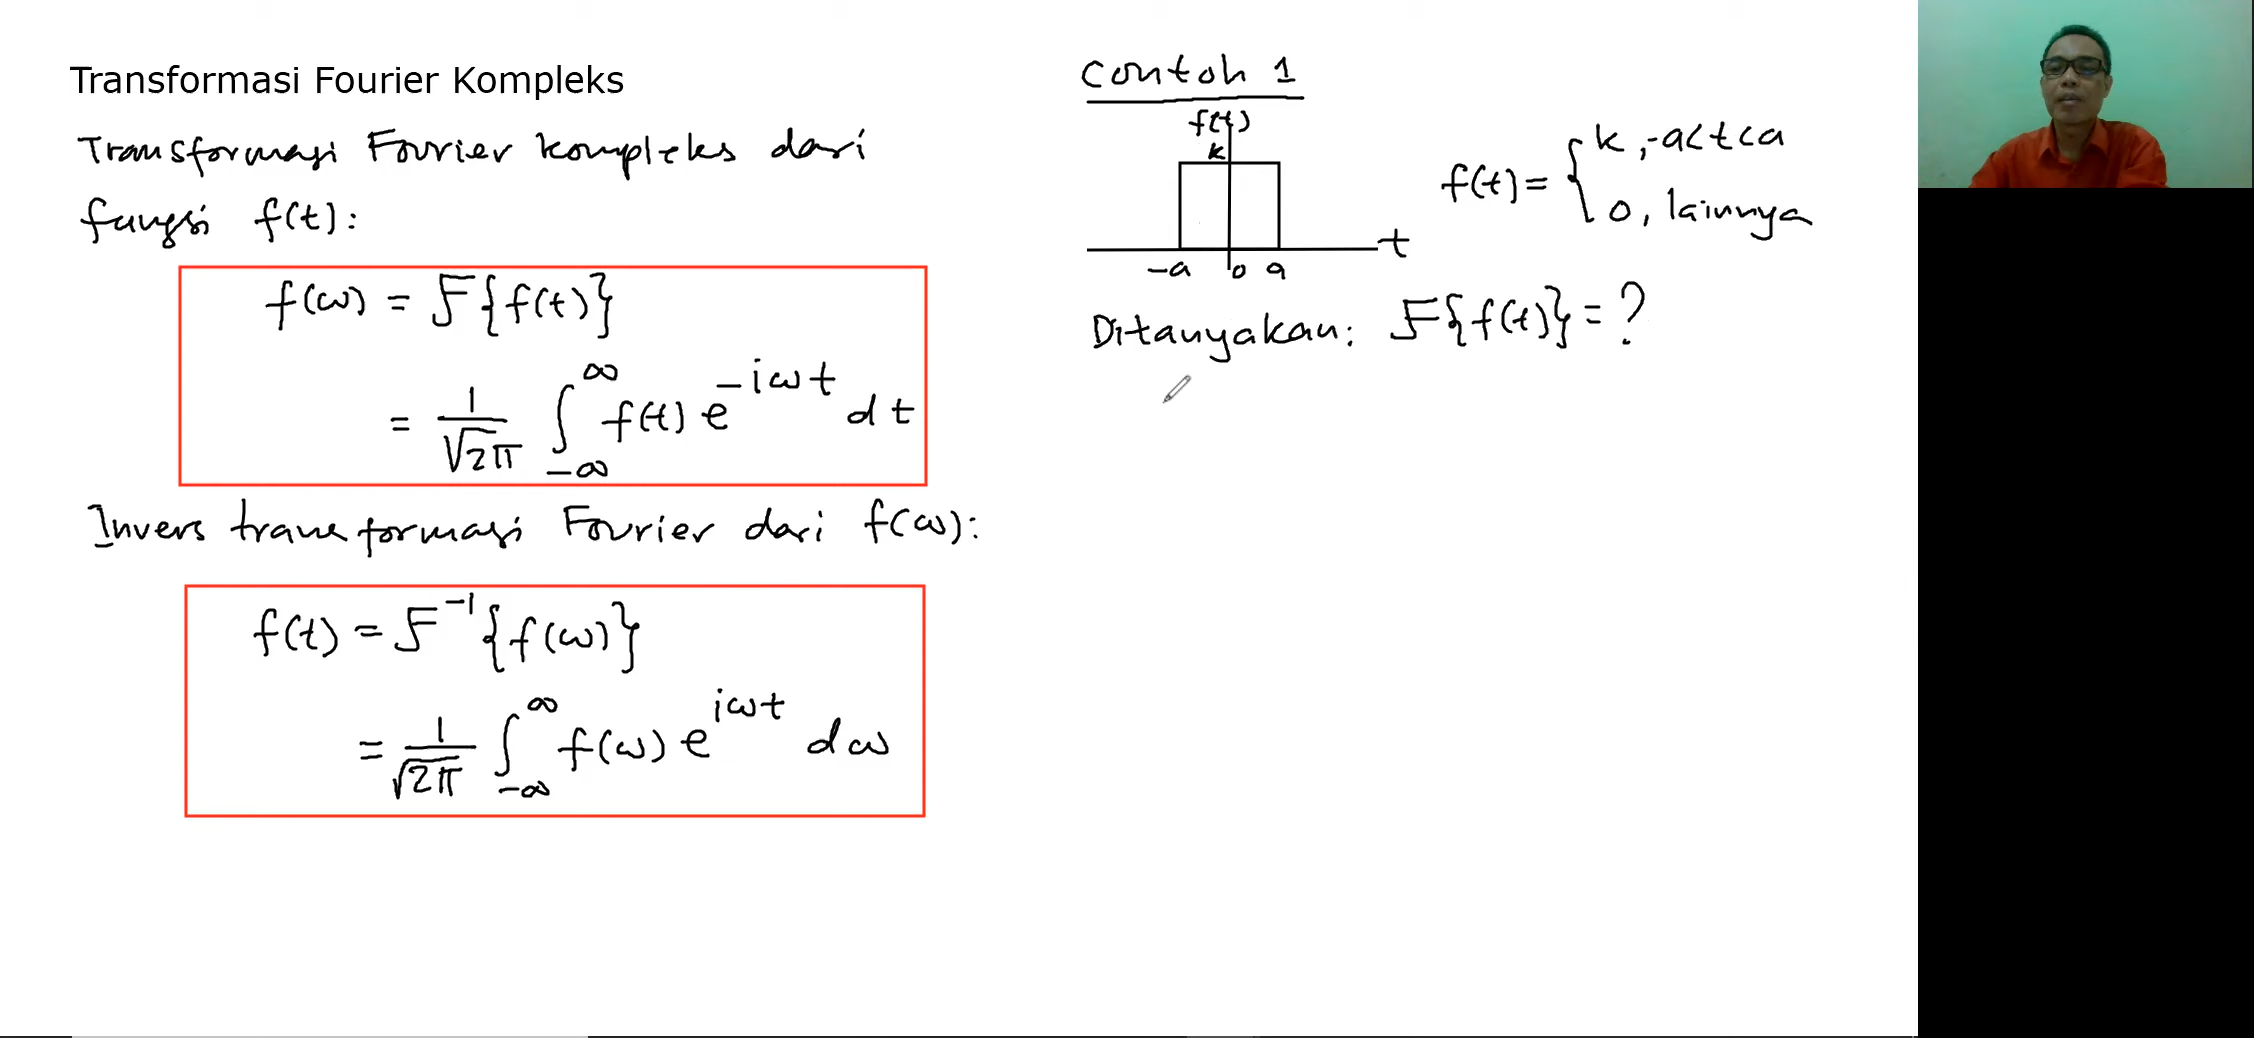 Transformasi Fourier Kompleks
Transformasi Fourier kompleks dari
fungsi f(t):
f(ω) = F{f(t)}
= 1/√2π ∫_{-∞}^{∞} f(t) e^{-iωt} dt
Invers transformasi Fourier dari f(ω):
f(t) = F^{-1}{f(ω)}
= 1/√2π ∫_{-∞}^{∞} f(ω) e^{iωt} dω
Contoh 1
f(t)
k
t
-a 0 a
f(t) = { k, -a<t<a
0, lainnya
Ditanyakan: F{f(t)} = ?